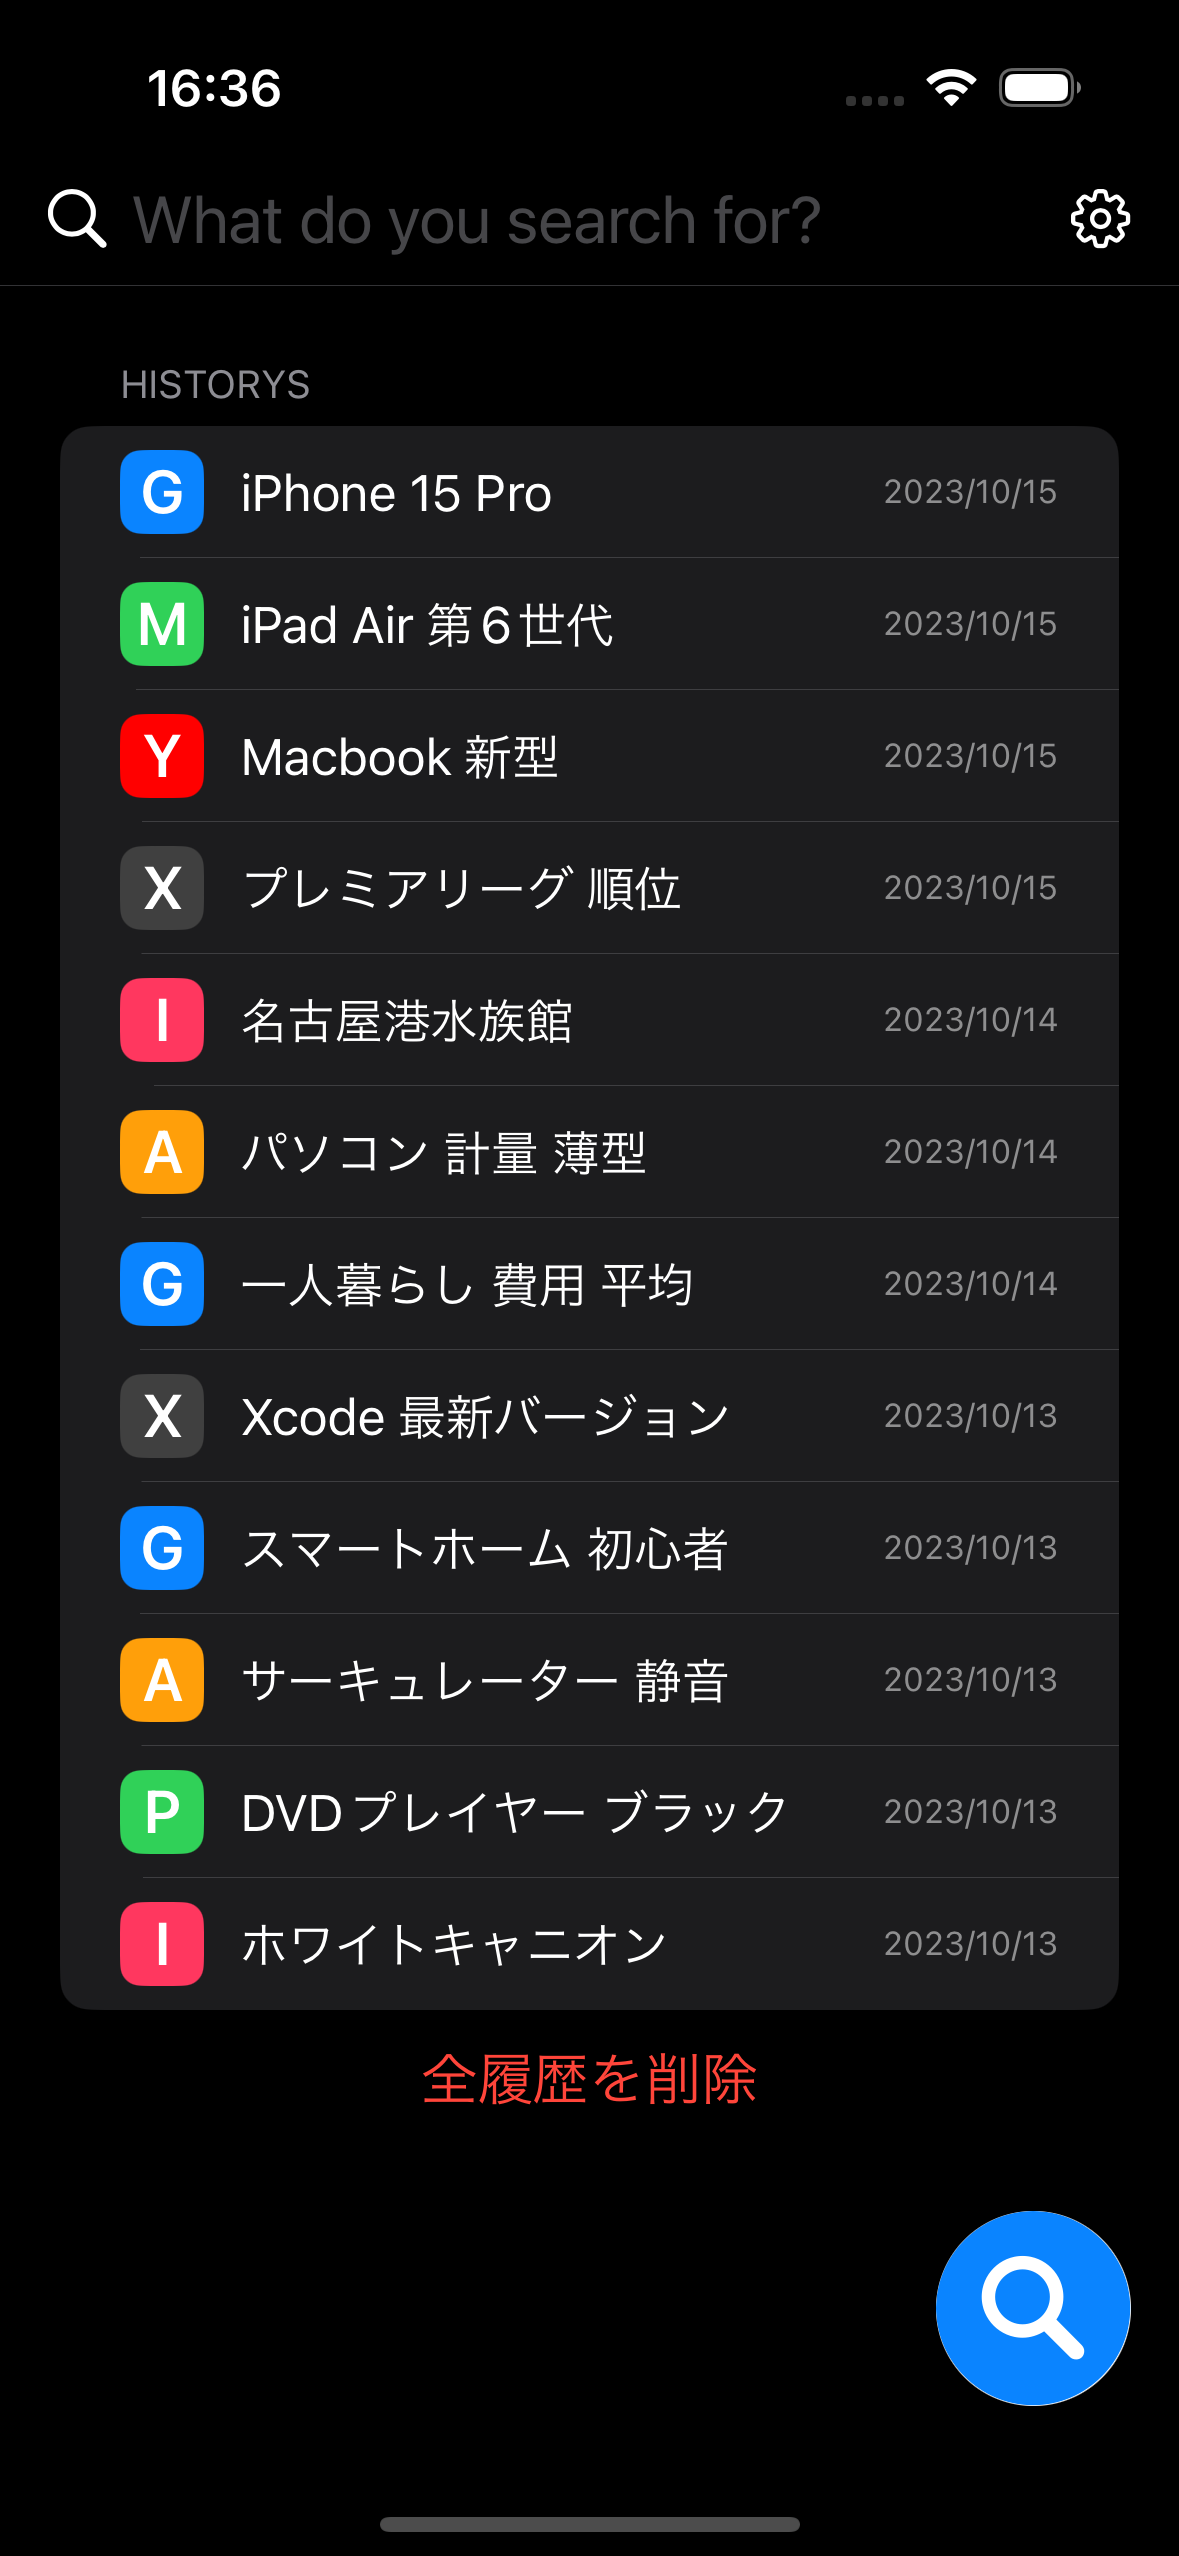 16:36
What do you search for?
HISTORYS
G iPhone 15 Pro 2023/10/15
M iPad Air 第6世代 2023/10/15
Y Macbook 新型 2023/10/15
X プレミアリーグ 順位 2023/10/15
I 名古屋港水族館 2023/10/14
A パソコン 計量 薄型 2023/10/14
G 一人暮らし 費用 平均 2023/10/14
X Xcode 最新バージョン 2023/10/13
G スマートホーム 初心者 2023/10/13
A サーキュレーター 静音 2023/10/13
P DVDプレイヤー ブラック 2023/10/13
I ホワイトキャニオン 2023/10/13
全履歴を削除